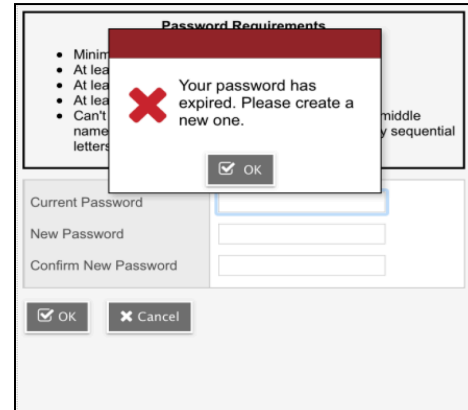 Password Requirements
• Minim
• At lea
• At lea
• At lea
• Can't middle
name y sequential
letters
Your password has
expired. Please create a
new one.
OK
Current Password
New Password
Confirm New Password
OK
Cancel